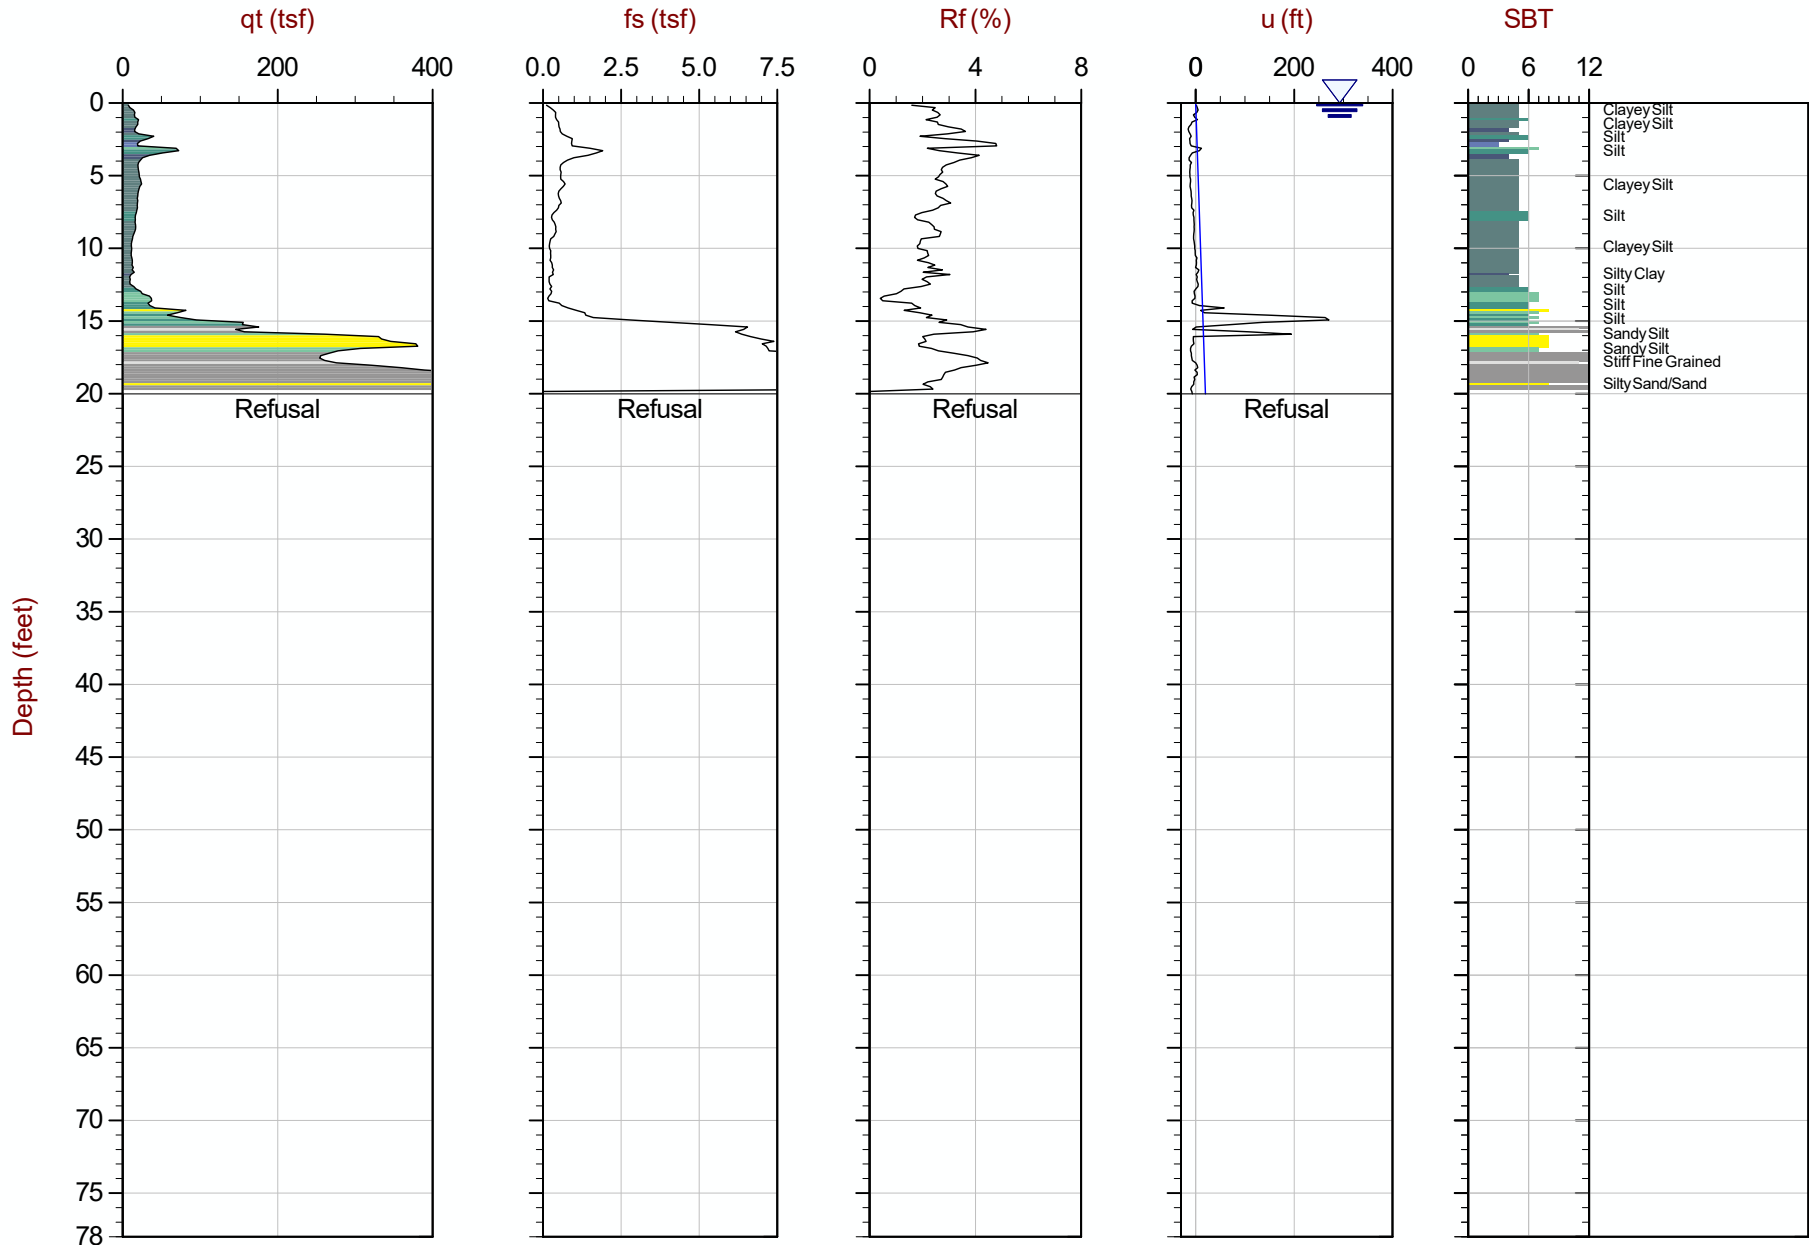 qt (tsf) fs (tsf) Rf (%) u (ft) SBT
0 200 400 0.0 2.5 5.0 7.5 0 4 8 0 200 400 0 6 12
0
5
10
15
20
25
30
35
40
45
50
55
60
65
70
75
78
Depth (feet)
Clayey Silt
Clayey Silt
Silt
Silt
Clayey Silt
Silt
Clayey Silt
Silty Clay
Silt
Silt
Silt
Sandy Silt
Sandy Silt
Stiff Fine Grained
Silty Sand/Sand
Refusal Refusal Refusal Refusal